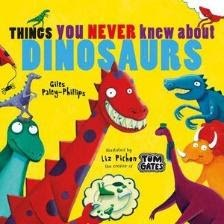 THINGS YOU NEVER knew about
DINOSAURS
Giles
Paley-Phillips
illustrated by
Liz Pichon
the creator of
TOM
GATES